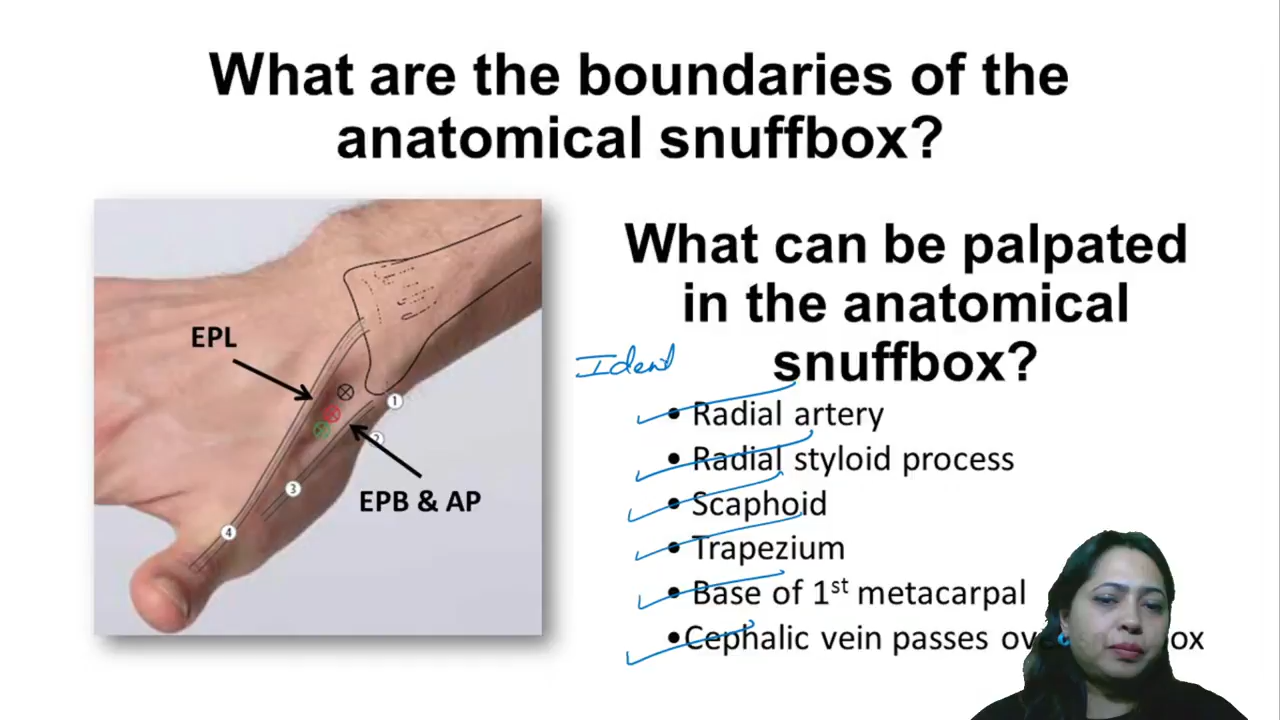 What are the boundaries of the
anatomical snuffbox?
What can be palpated
in the anatomical
snuffbox?
Ident
• Radial artery
• Radial styloid process
• Scaphoid
• Trapezium
• Base of 1st metacarpal
•Cephalic vein passes
EPL
1
2
EPB & AP
3
4